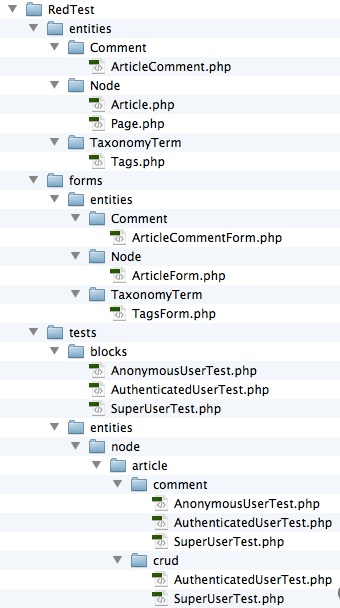 RedTest
entities
Comment
ArticleComment.php
Node
Article.php
Page.php
TaxonomyTerm
Tags.php
forms
entities
Comment
ArticleCommentForm.php
Node
ArticleForm.php
TaxonomyTerm
TagsForm.php
tests
blocks
AnonymousUserTest.php
AuthenticatedUserTest.php
SuperUserTest.php
entities
node
article
comment
AnonymousUserTest.php
AuthenticatedUserTest.php
SuperUserTest.php
crud
AuthenticatedUserTest.php
SuperUserTest.php